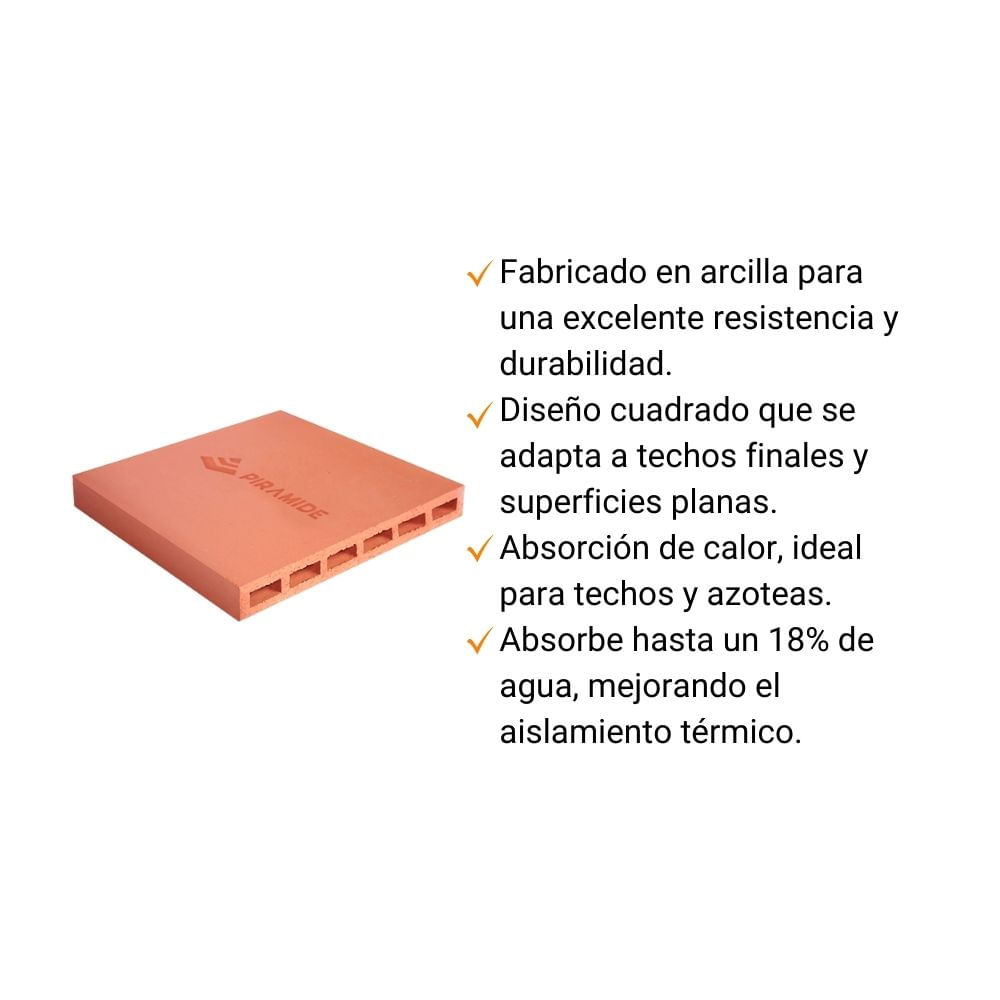 PIRAMIDE
Fabricado en arcilla para
una excelente resistencia y
durabilidad.
Diseño cuadrado que se
adapta a techos finales y
superficies planas.
Absorción de calor, ideal
para techos y azoteas.
Absorbe hasta un 18% de
agua, mejorando el
aislamiento térmico.